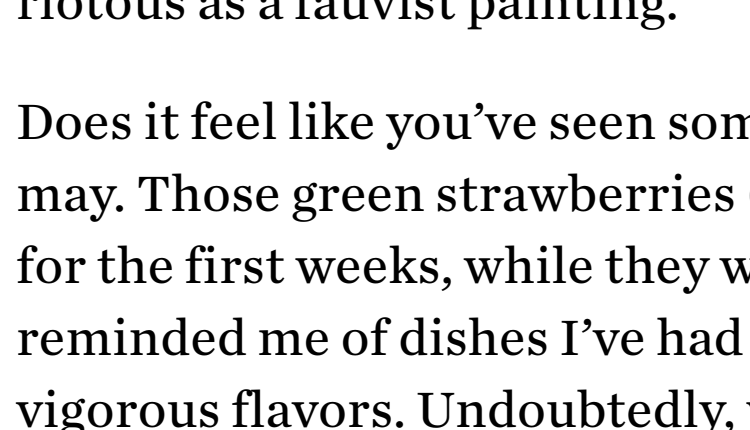 riotous as a fauvist painting.
Does it feel like you’ve seen som
may. Those green strawberries
for the first weeks, while they w
reminded me of dishes I’ve had
vigorous flavors. Undoubtedly,